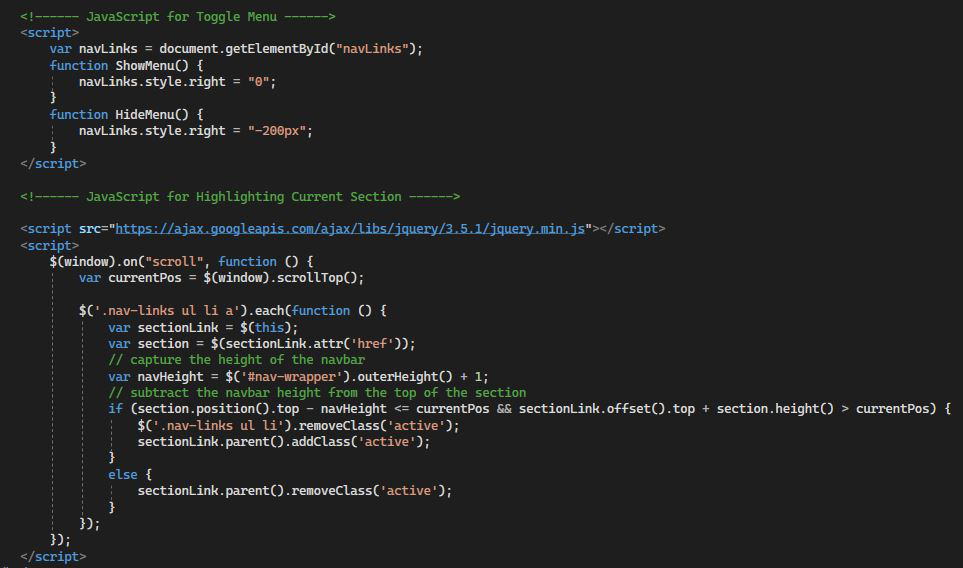 <!------ JavaScript for Toggle Menu ------>
<script>
    var navLinks = document.getElementById("navLinks");
    function ShowMenu() {
        navLinks.style.right = "0";
    }
    function HideMenu() {
        navLinks.style.right = "-200px";
    }
</script>

<!------ JavaScript for Highlighting Current Section ------>

<script src="https://ajax.googleapis.com/ajax/libs/jquery/3.5.1/jquery.min.js"></script>
<script>
    $(window).on("scroll", function () {
        var currentPos = $(window).scrollTop();

        $('.nav-links ul li a').each(function () {
            var sectionLink = $(this);
            var section = $(sectionLink.attr('href'));
            // capture the height of the navbar
            var navHeight = $('#nav-wrapper').outerHeight() + 1;
            // subtract the navbar height from the top of the section
            if (section.position().top - navHeight <= currentPos && sectionLink.offset().top + section.height() > currentPos) {
                $('.nav-links ul li').removeClass('active');
                sectionLink.parent().addClass('active');
            }
            else {
                sectionLink.parent().removeClass('active');
            }
        });
    });
</script>